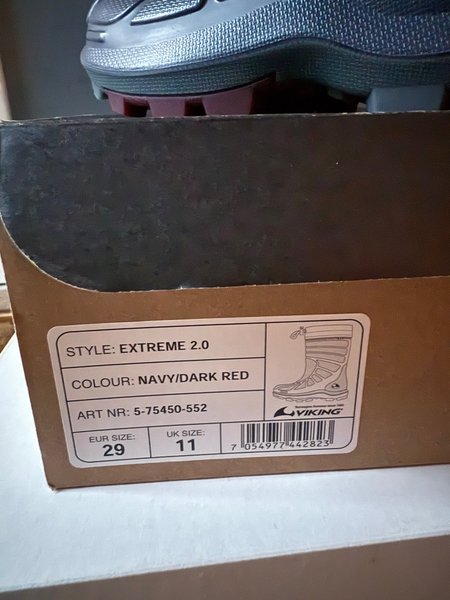 STYLE: EXTREME 2.0
COLOUR: NAVY/DARK RED
ART NR: 5-75450-552
VIKING
EUR SIZE:
29
UK SIZE:
11
7 054977 442823